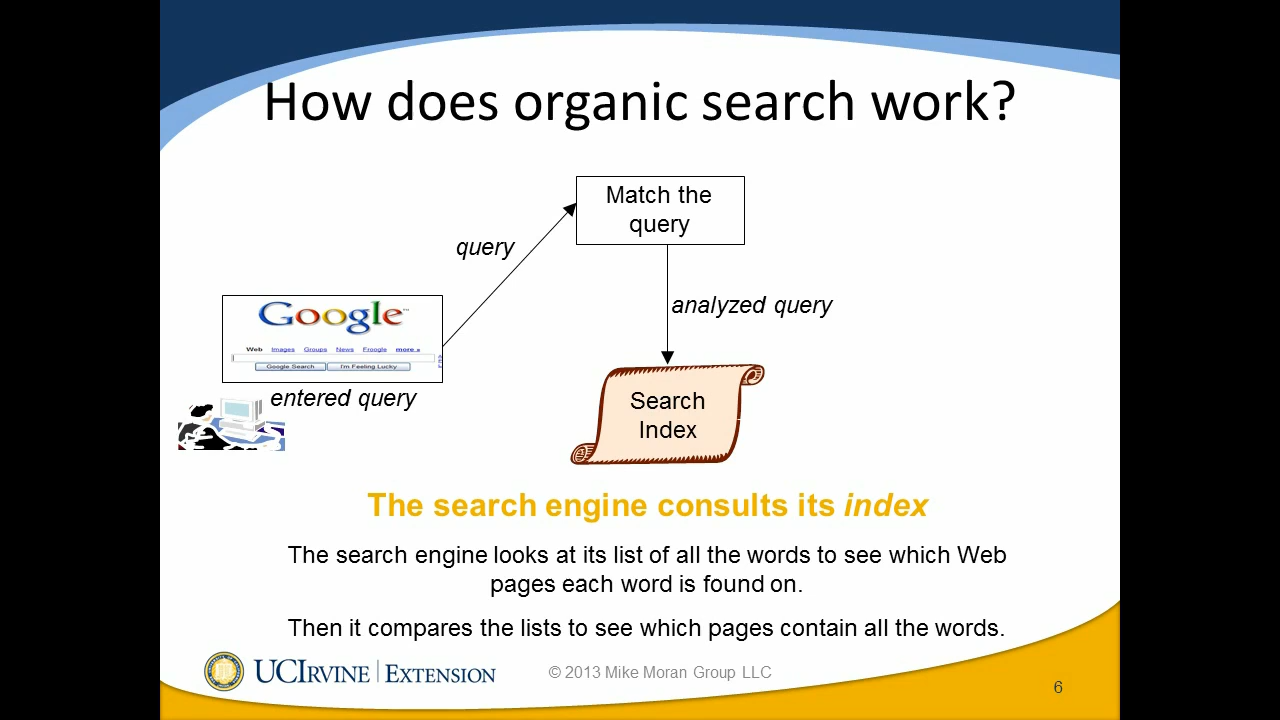 How does organic search work?
Match the
query
query
analyzed query
Google™
Web Images Groups News Froogle more »
Google Search I'm Feeling Lucky
entered query
Search
Index
The search engine consults its index
The search engine looks at its list of all the words to see which Web
pages each word is found on.
Then it compares the lists to see which pages contain all the words.
UCIRVINE | EXTENSION
© 2013 Mike Moran Group LLC
6